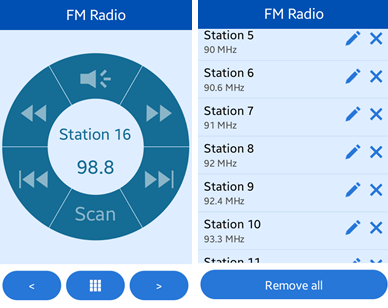 FM Radio
Station 16
98.8
Scan
<
>
FM Radio
Station 5
90 MHz
Station 6
90.6 MHz
Station 7
91 MHz
Station 8
92 MHz
Station 9
92.4 MHz
Station 10
93.3 MHz
Station 11
Remove all